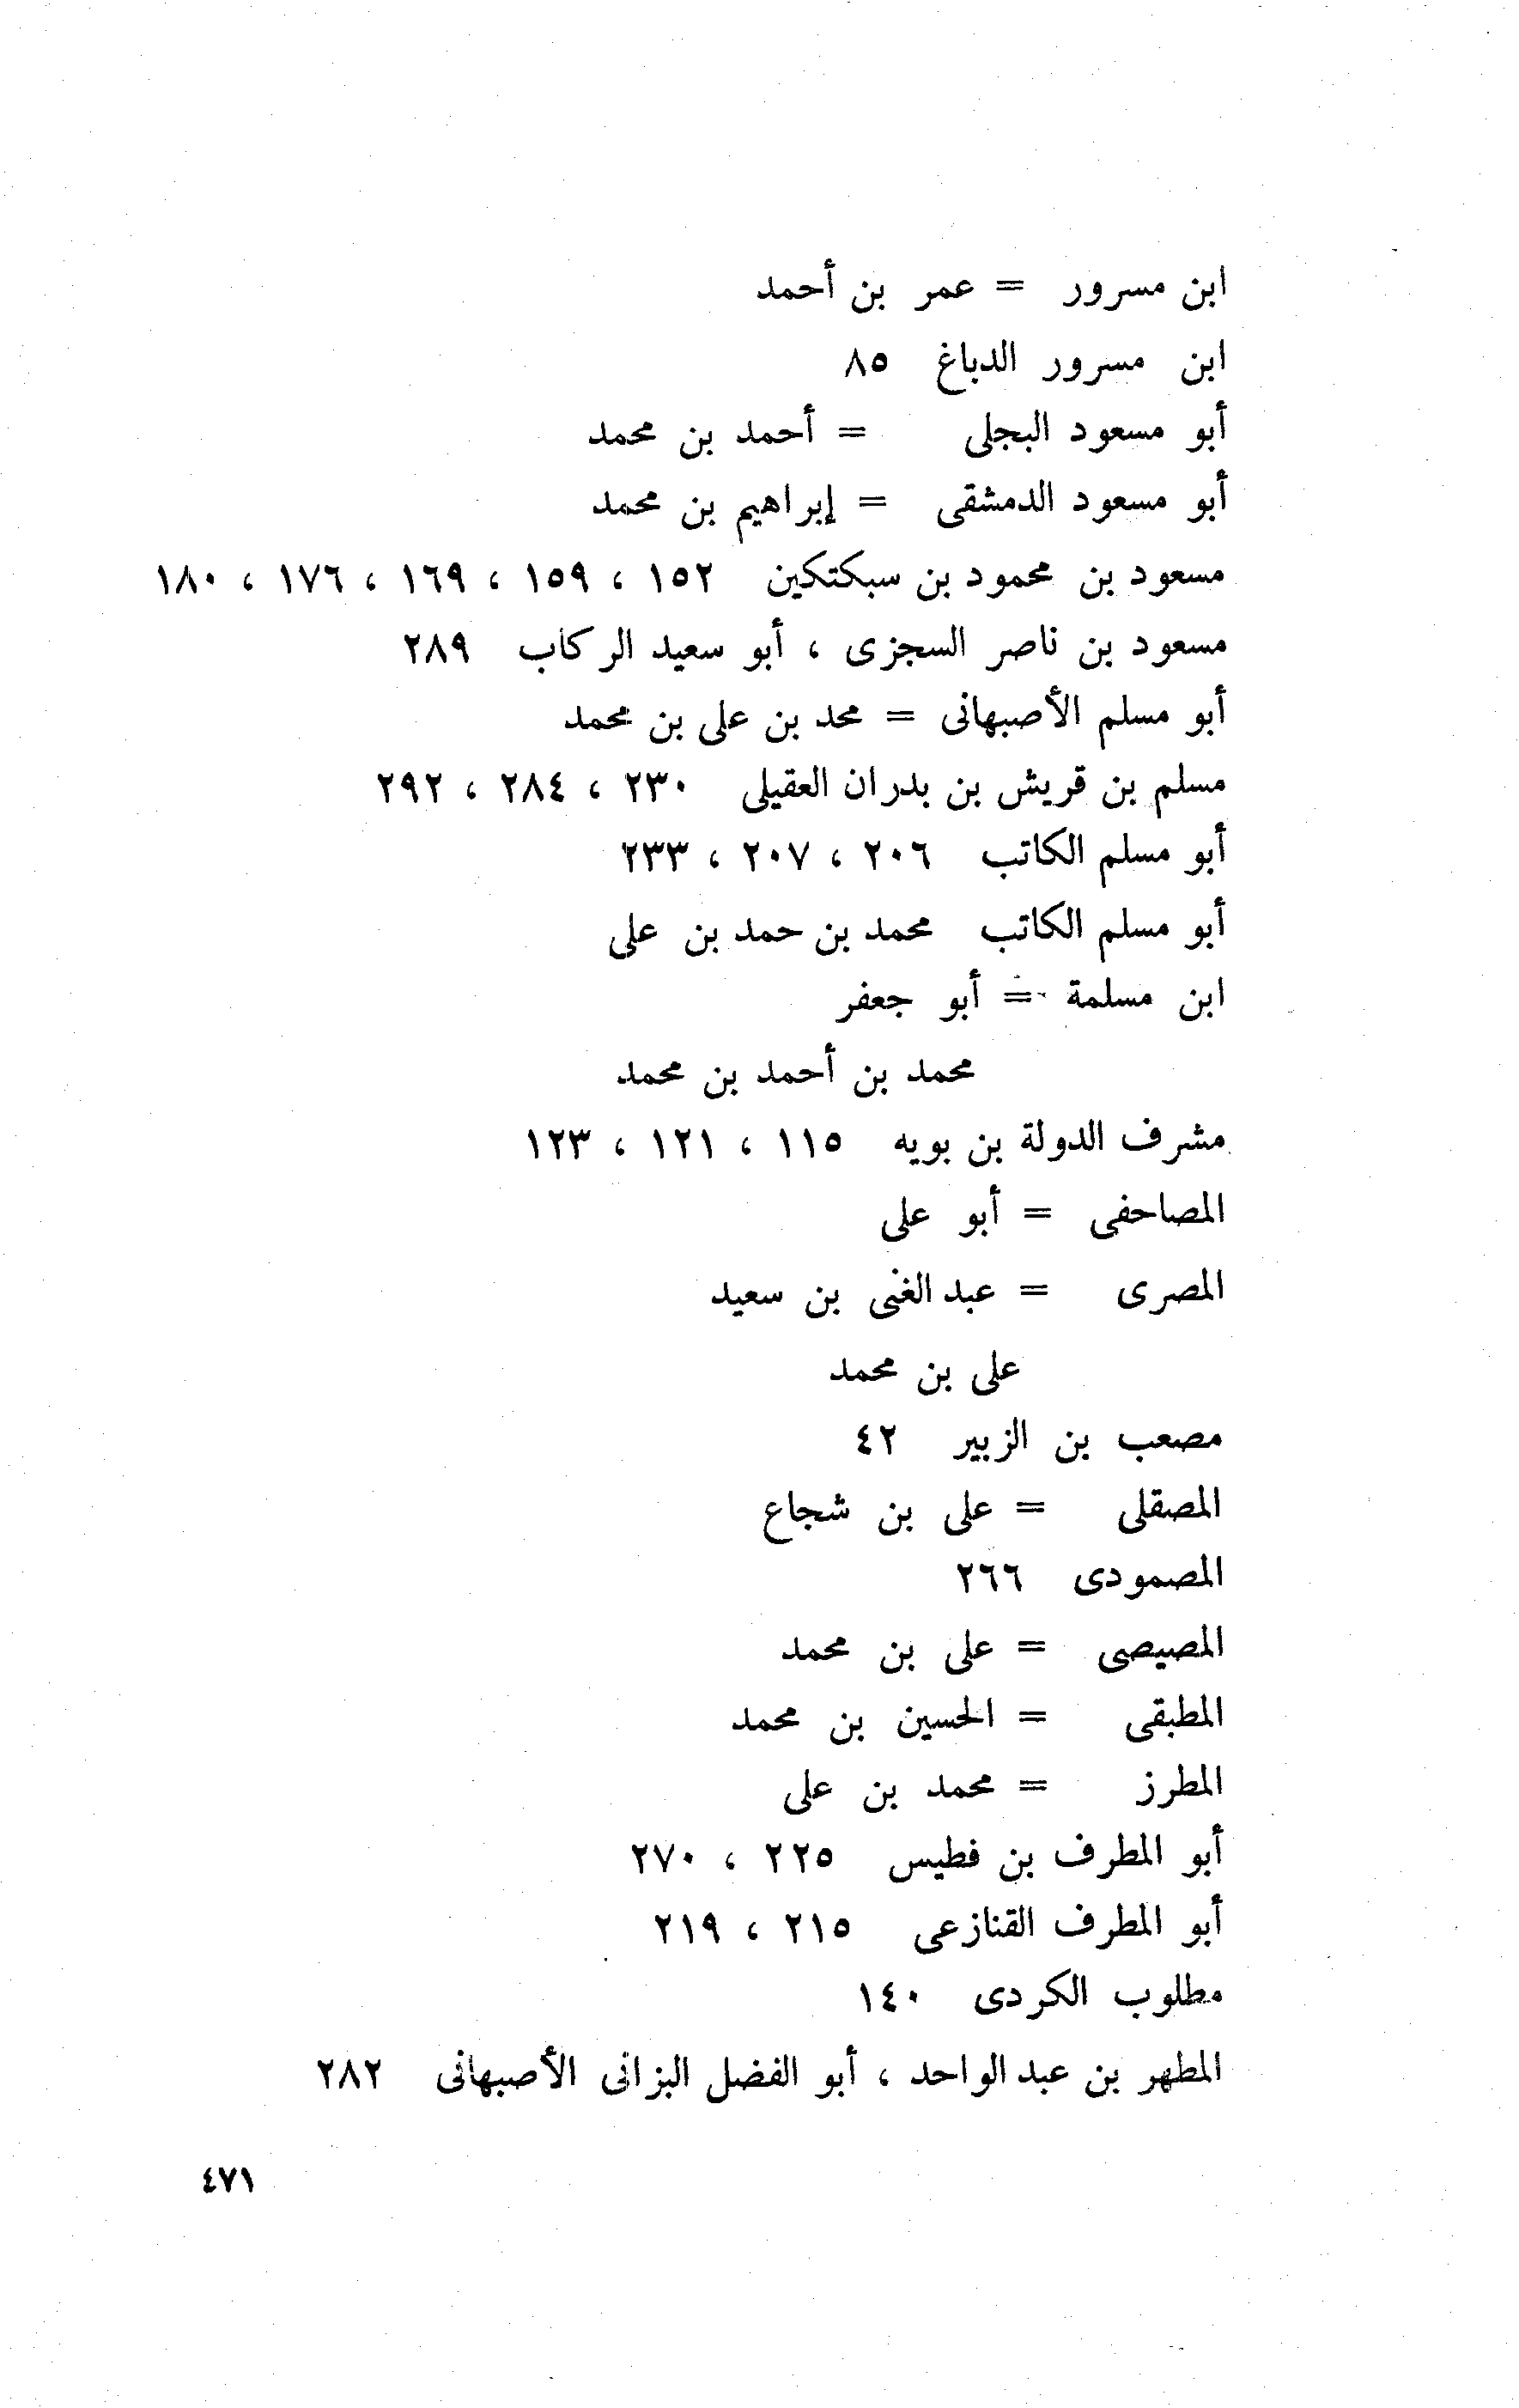 ابن مسرور = عمر بن أحمد
ابن مسرور الدباغ ٨٥
أبو مسعود البجلى = أحمد بن محمد
أبو مسعود الدمشقى = إبراهيم بن محمد
مسعود بن محمود بن سبكتكين ١٥٢ ، ١٥٩ ، ١٦٩ ، ١٧٦ ، ١٨٠
مسعود بن ناصر السجزى ، أبو سعيد الركاب ٢٨٩
أبو مسلم الأصبهانى = محمد بن على بن محمد
مسلم بن قريش بن بدران العقيلى ٢٣٠ ، ٢٨٤ ، ٢٩٢
أبو مسلم الكاتب ٢٠٦ ، ٢٠٧ ، ٢٣٣
أبو مسلم الكاتب محمد بن حمد بن على
ابن مسلمة = أبو جعفر
محمد بن أحمد بن محمد
مشرف الدولة بن بويه ١١٥ ، ١٢١ ، ١٢٣
المصاحفى = أبو على
المصرى = عبد الغنى بن سعيد
على بن محمد
مصعب بن الزبير ٤٢
المصقلى = على بن شجاع
المصمودى ٢٦٦
المصيصى = على بن محمد
المطبقى = الحسين بن محمد
المطرز = محمد بن على
أبو المطرف بن فطيس ٢٢٥ ، ٢٧٠
أبو المطرف القنازعى ٢١٥ ، ٢١٩
مطلوب الكردى ١٤٠
المطهر بن عبد الواحد ، أبو الفضل البزانى الأصبهانى ٢٨٢
٤٧١